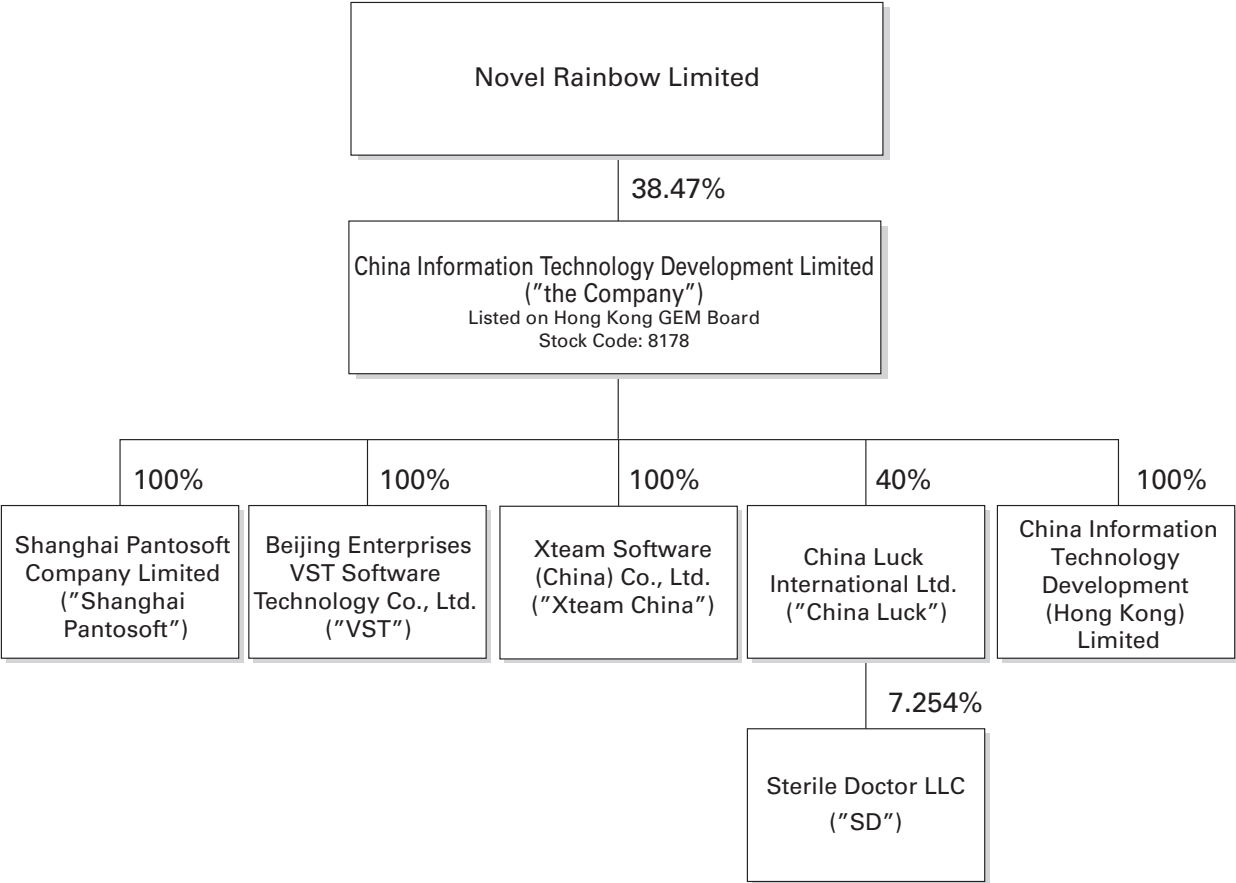 Novel Rainbow Limited
38.47%
China Information Technology Development Limited
(”the Company”)
Listed on Hong Kong GEM Board
Stock Code: 8178
100%
100%
100%
40%
100%
Shanghai Pantosoft
Company Limited
(”Shanghai
Pantosoft”)
Beijing Enterprises
VST Software
Technology Co., Ltd.
(”VST”)
Xteam Software
(China) Co., Ltd.
(”Xteam China”)
China Luck
International Ltd.
(”China Luck”)
China Information
Technology
Development
(Hong Kong)
Limited
7.254%
Sterile Doctor LLC
(”SD”)